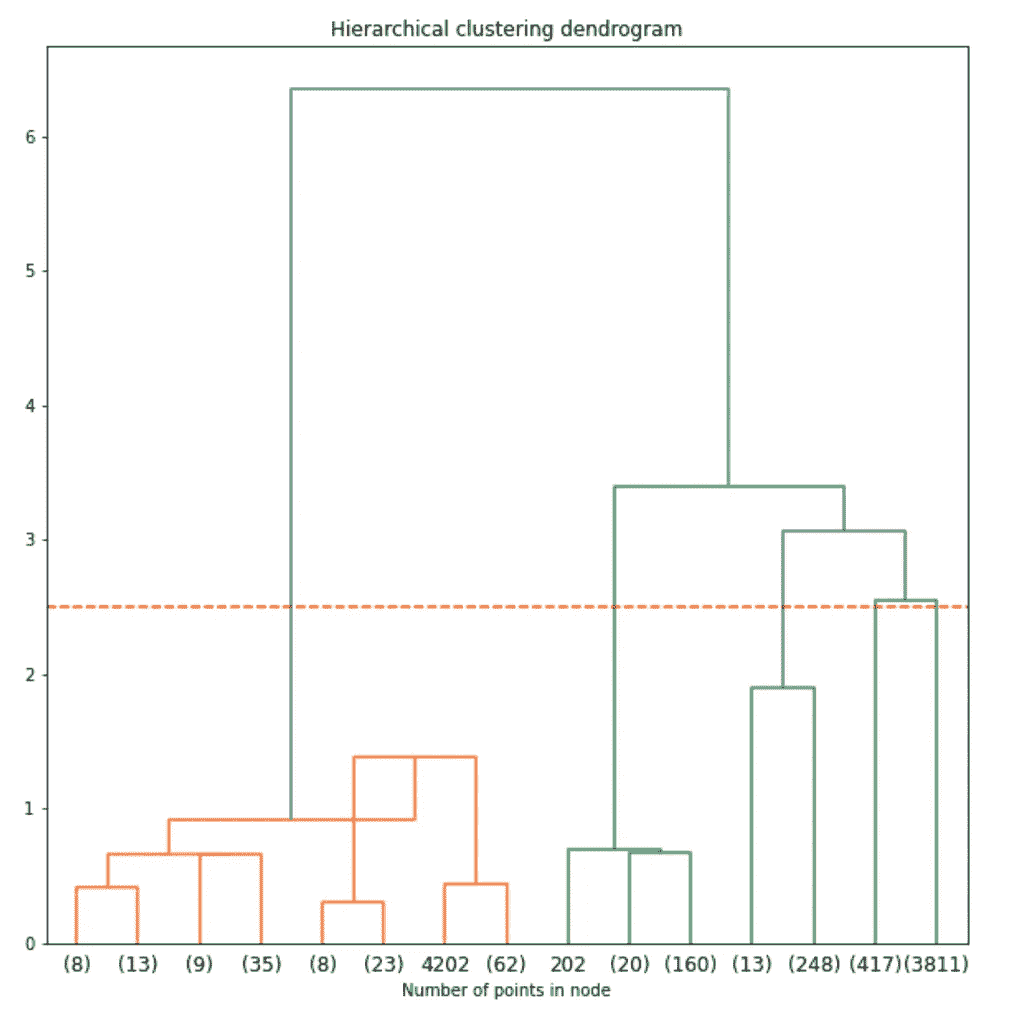 Hierarchical clustering dendrogram
6
5
4
3
2
1
0
(8) (13) (9) (35) (8) (23) 4202 (62) 202 (20) (160) (13) (248) (417) (3811)
Number of points in node